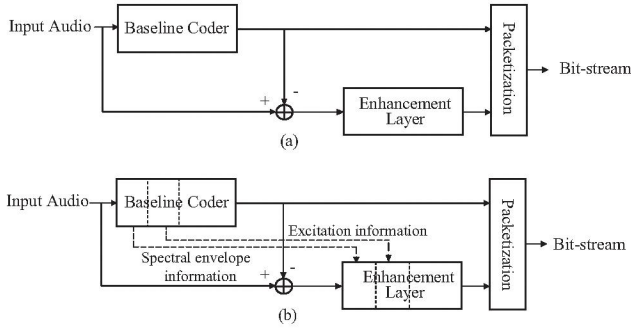 Input Audio
Baseline Coder
Packetization
Bit-stream
-
+
Enhancement
Layer
(a)
Input Audio
Baseline Coder
Packetization
Excitation information
Bit-stream
Spectral envelope
information
-
+
Enhancement
Layer
(b)